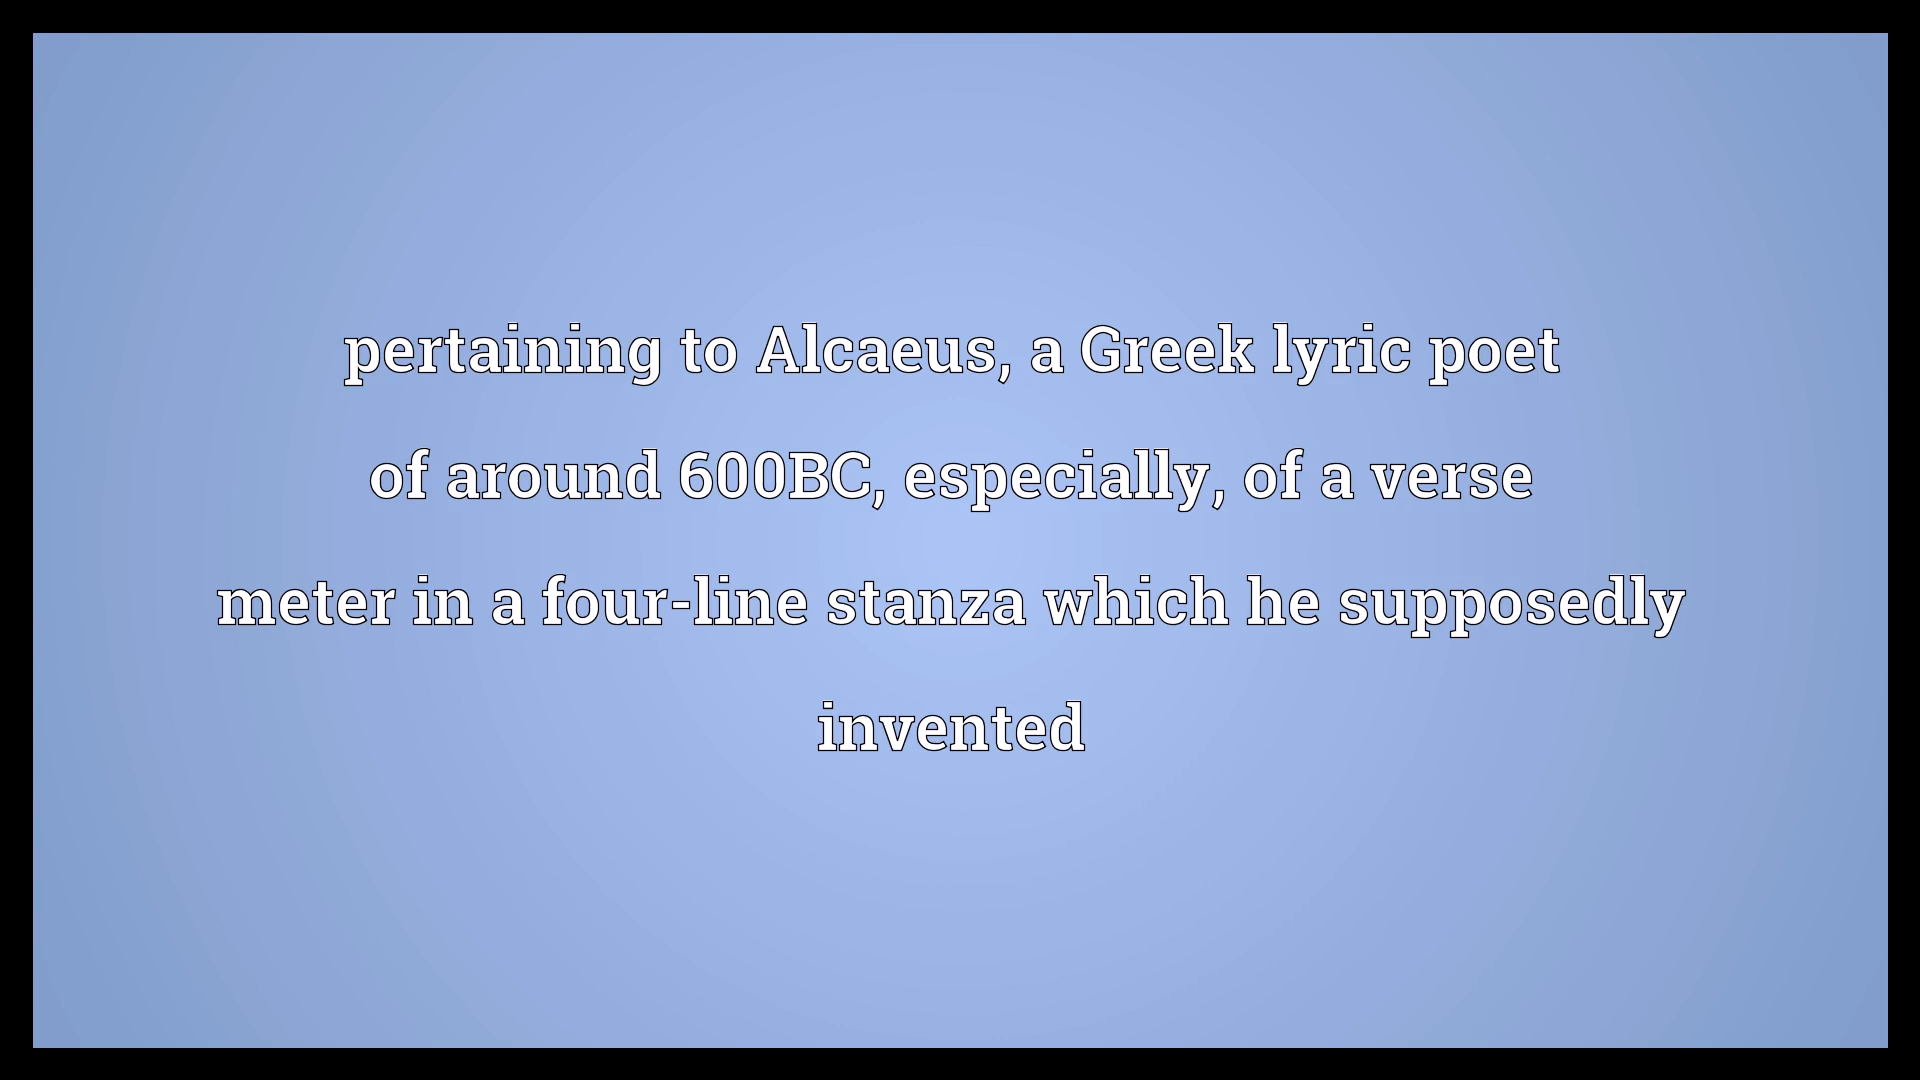 pertaining to Alcaeus, a Greek lyric poet
of around 600BC, especially, of a verse
meter in a four-line stanza which he supposedly
invented